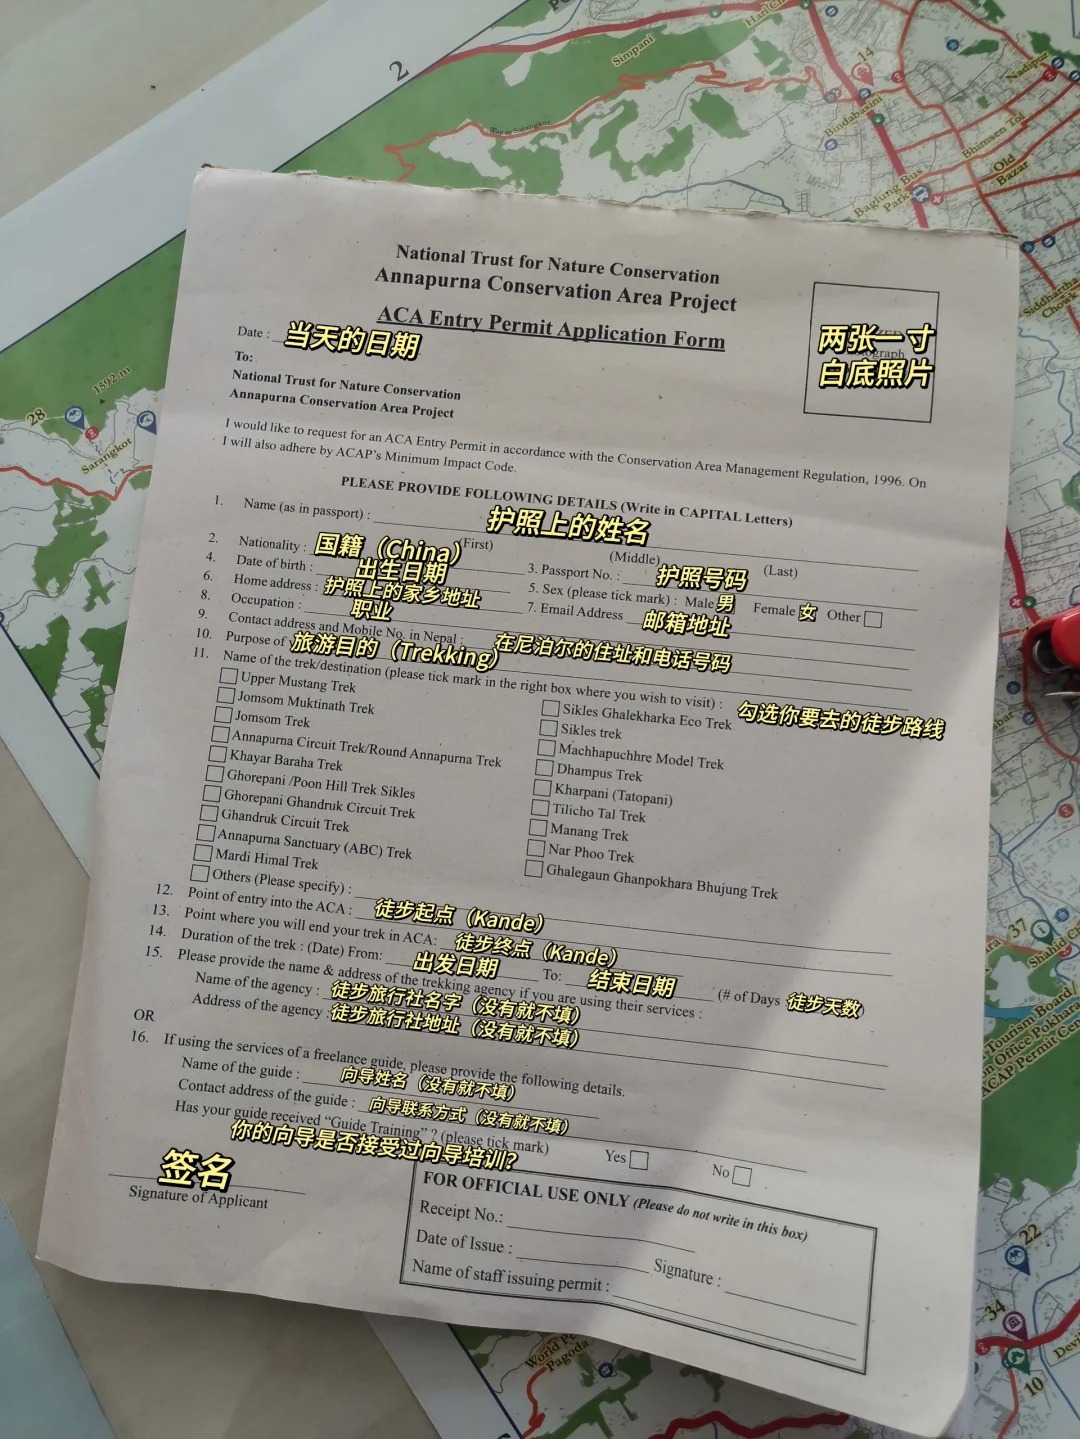 2
Simpani
Way to Sarangkot
14
Bindabasini
Nadipur
Bhimsen Tol
Old
Bazar
Baglung Bus
Park
Siddhartha
Chowk
1592 m
28
Sarangkot
National Trust for Nature Conservation
Annapurna Conservation Area Project
ACA Entry Permit Application Form
Date : 当天的日期
两张一寸
白底照片
To:
National Trust for Nature Conservation
Annapurna Conservation Area Project
I would like to request for an ACA Entry Permit in accordance with the Conservation Area Management Regulation, 1996. On
I will also adhere by ACAP's Minimum Impact Code.
PLEASE PROVIDE FOLLOWING DETAILS (Write in CAPITAL Letters)
1. Name (as in passport) : 护照上的姓名
(First) (Middle) (Last)
2. Nationality : 国籍（China） 3. Passport No. : 护照号码
4. Date of birth : 出生日期 5. Sex (please tick mark) : Male 男 Female 女 Other
6. Home address : 护照上的家乡地址 7. Email Address 邮箱地址
8. Occupation : 职业
9. Contact address and Mobile No. in Nepal : 在尼泊尔的住址和电话号码
10. Purpose of 旅游目的（Trekking）
11. Name of the trek/destination (please tick mark in the right box where you wish to visit) : 勾选你要去的徒步路线
Upper Mustang Trek
Jomsom Muktinath Trek
Jomsom Trek
Annapurna Circuit Trek/Round Annapurna Trek
Khayar Baraha Trek
Ghorepani /Poon Hill Trek Sikles
Ghorepani Ghandruk Circuit Trek
Ghandruk Circuit Trek
Annapurna Sanctuary (ABC) Trek
Mardi Himal Trek
Others (Please specify) :
Sikles Ghalekharka Eco Trek
Sikles trek
Machhapuchhre Model Trek
Dhampus Trek
Kharpani (Tatopani)
Tilicho Tal Trek
Manang Trek
Nar Phoo Trek
Ghalegaun Ghanpokhara Bhujung Trek
12. Point of entry into the ACA : 徒步起点（Kande）
13. Point where you will end your trek in ACA: 徒步终点（Kande）
14. Duration of the trek : (Date) From: 出发日期 To: 结束日期 (# of Days 徒步天数
15. Please provide the name & address of the trekking agency if you are using their services :
Name of the agency : 徒步旅行社名字（没有就不填）
Address of the agency : 徒步旅行社地址（没有就不填）
OR
16. If using the services of a freelance guide, please provide the following details.
Name of the guide : 向导姓名（没有就不填）
Contact address of the guide : 向导联系方式（没有就不填）
Has your guide received "Guide Training" ? (please tick mark) Yes No
你的向导是否接受过向导培训？
签名
Signature of Applicant
FOR OFFICIAL USE ONLY (Please do not write in this box)
Receipt No.:
Date of Issue : Signature :
Name of staff issuing permit :
37
Shahid
Tourism Board/
Office Pokhara
ACAP Permit
22
34
10
World
Pagoda